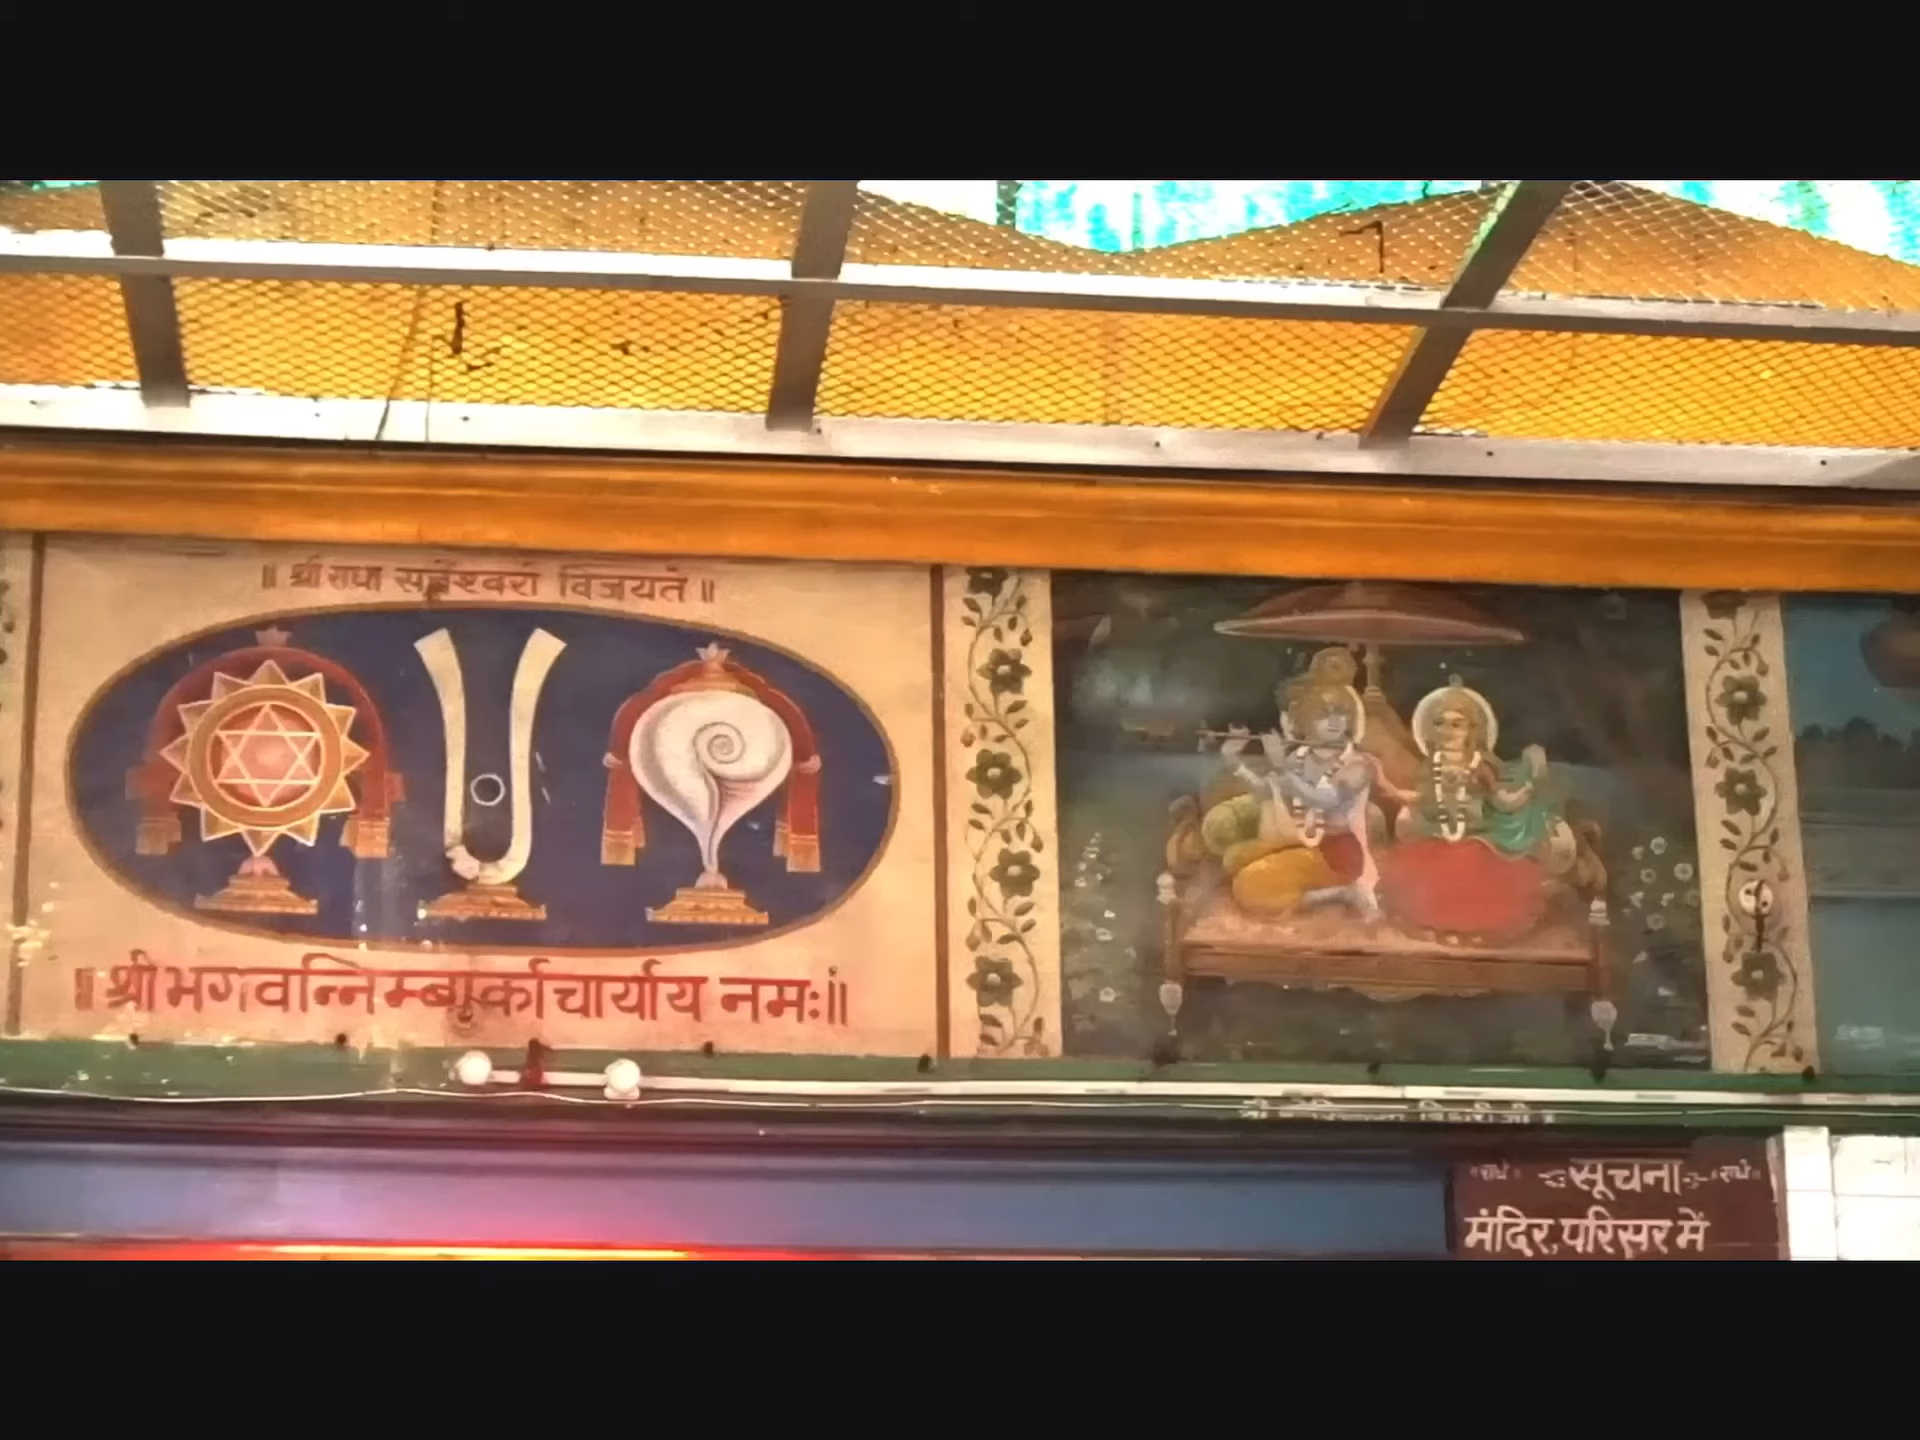 ॥ श्री राधा सर्वेश्वरो विजयते ॥
॥ श्री भगवन्निम्बार्काचार्याय नमः ॥
राधे सूचना राधे
मंदिर, परिसर में